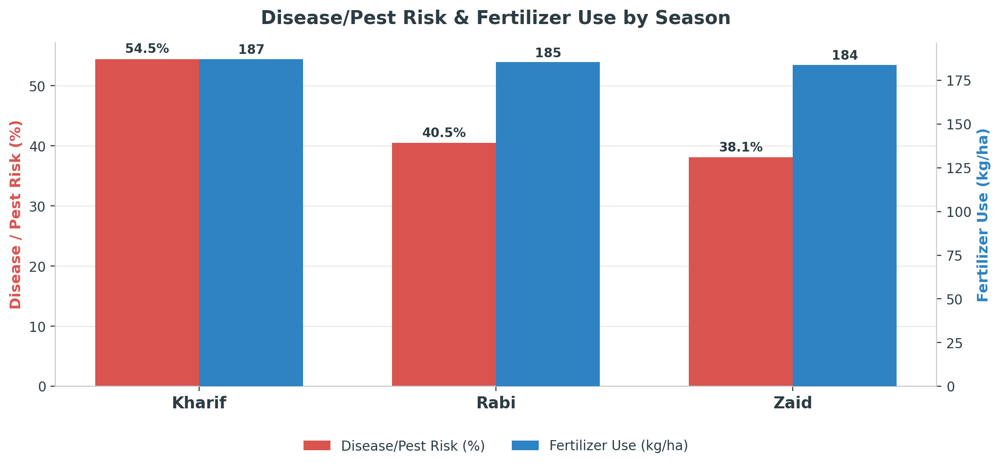 Disease/Pest Risk & Fertilizer Use by Season
54.5%
187
40.5%
185
38.1%
184
Disease / Pest Risk (%)
50
40
30
20
10
0
175
150
125
100
75
50
25
0
Fertilizer Use (kg/ha)
Kharif
Rabi
Zaid
Disease/Pest Risk (%)
Fertilizer Use (kg/ha)